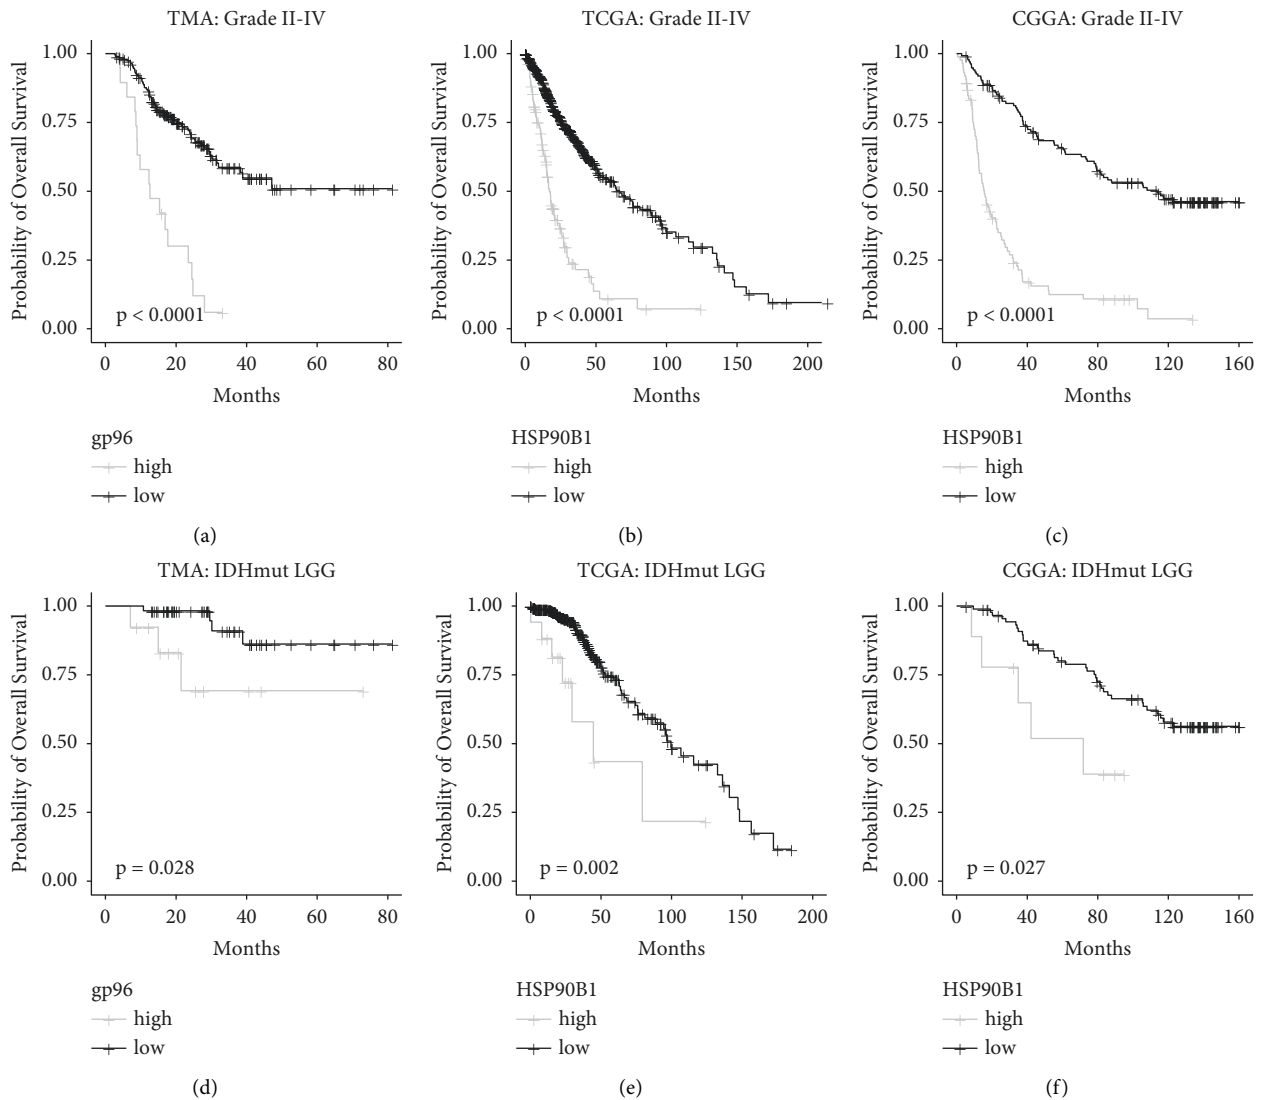 TMA: Grade II-IV
Probability of Overall Survival
1.00
0.75
0.50
0.25
0.00
p < 0.0001
0 20 40 60 80
Months
gp96
high
low
(a)
TCGA: Grade II-IV
Probability of Overall Survival
1.00
0.75
0.50
0.25
0.00
p < 0.0001
0 50 100 150 200
Months
HSP90B1
high
low
(b)
CGGA: Grade II-IV
Probability of Overall Survival
1.00
0.75
0.50
0.25
0.00
p < 0.0001
0 40 80 120 160
Months
HSP90B1
high
low
(c)
TMA: IDHmut LGG
Probability of Overall Survival
1.00
0.75
0.50
0.25
0.00
p = 0.028
0 20 40 60 80
Months
gp96
high
low
(d)
TCGA: IDHmut LGG
Probability of Overall Survival
1.00
0.75
0.50
0.25
0.00
p = 0.002
0 50 100 150 200
Months
HSP90B1
high
low
(e)
CGGA: IDHmut LGG
Probability of Overall Survival
1.00
0.75
0.50
0.25
0.00
p = 0.027
0 40 80 120 160
Months
HSP90B1
high
low
(f)